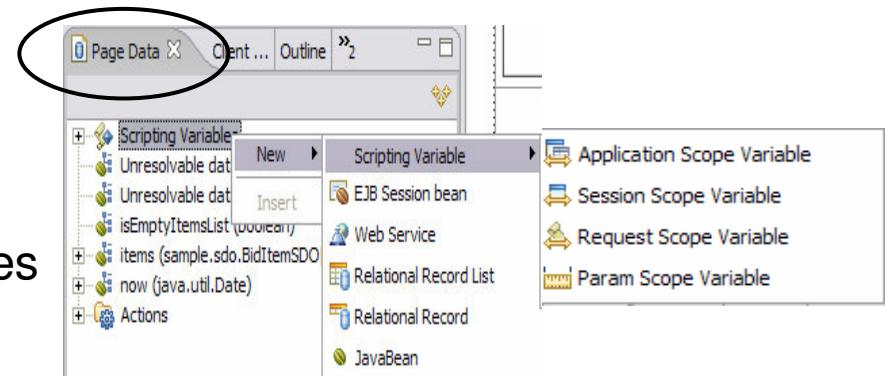 Page Data Client ... Outline »2
Scripting Variable
Unresolvable dat
Unresolvable dat
isEmptyItemsList (boolean)
items (sample.sdo.BidItemSDO
now (java.util.Date)
Actions
es
New
Insert
Scripting Variable
EJB Session bean
Web Service
Relational Record List
Relational Record
JavaBean
Application Scope Variable
Session Scope Variable
Request Scope Variable
Param Scope Variable